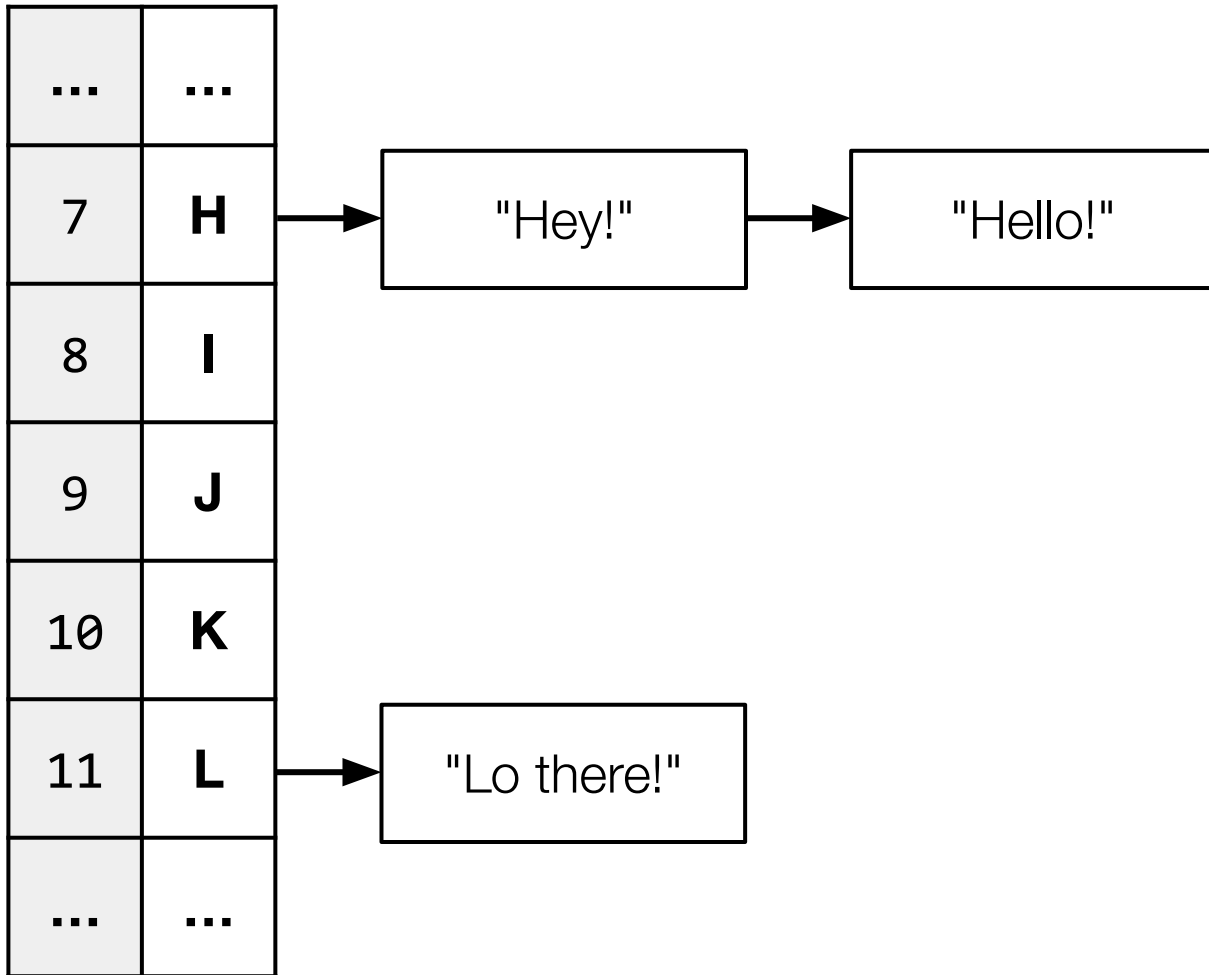 ... ...
7 H "Hey!" "Hello!"
8 I
9 J
10 K
11 L "Lo there!"
... ...